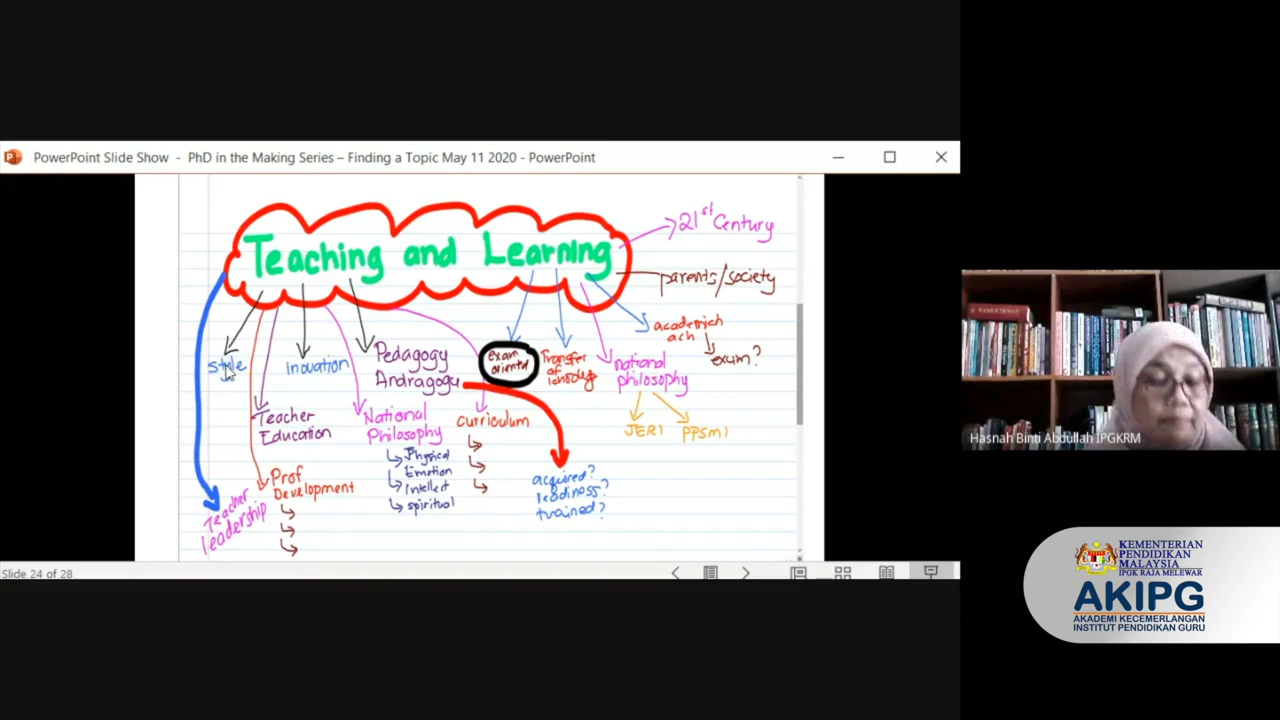 PowerPoint Slide Show - PhD in the Making Series – Finding a Topic May 11 2020 - PowerPoint
Teaching and Learning
21st Century
parents/society
academich
ach
exam?
style
inovation
Pedagogy
Andragogy
exam
oriental
Transfer
of
National
philosophy
JERI
PPSMI
Teacher
Education
National
Philosophy
Physical
Emotion
Intellect
spiritual
curriculum
Prof
Development
Teacher
leadership
acquired?
readiness?
trained?
Slide 24 of 28
Hasnah Binti Abdullah IPGKRM
KEMENTERIAN
PENDIDIKAN
MALAYSIA
IPGK RAJA MELEWAR
AKIPG
AKADEMI KECEMERLANGAN
INSTITUT PENDIDIKAN GURU